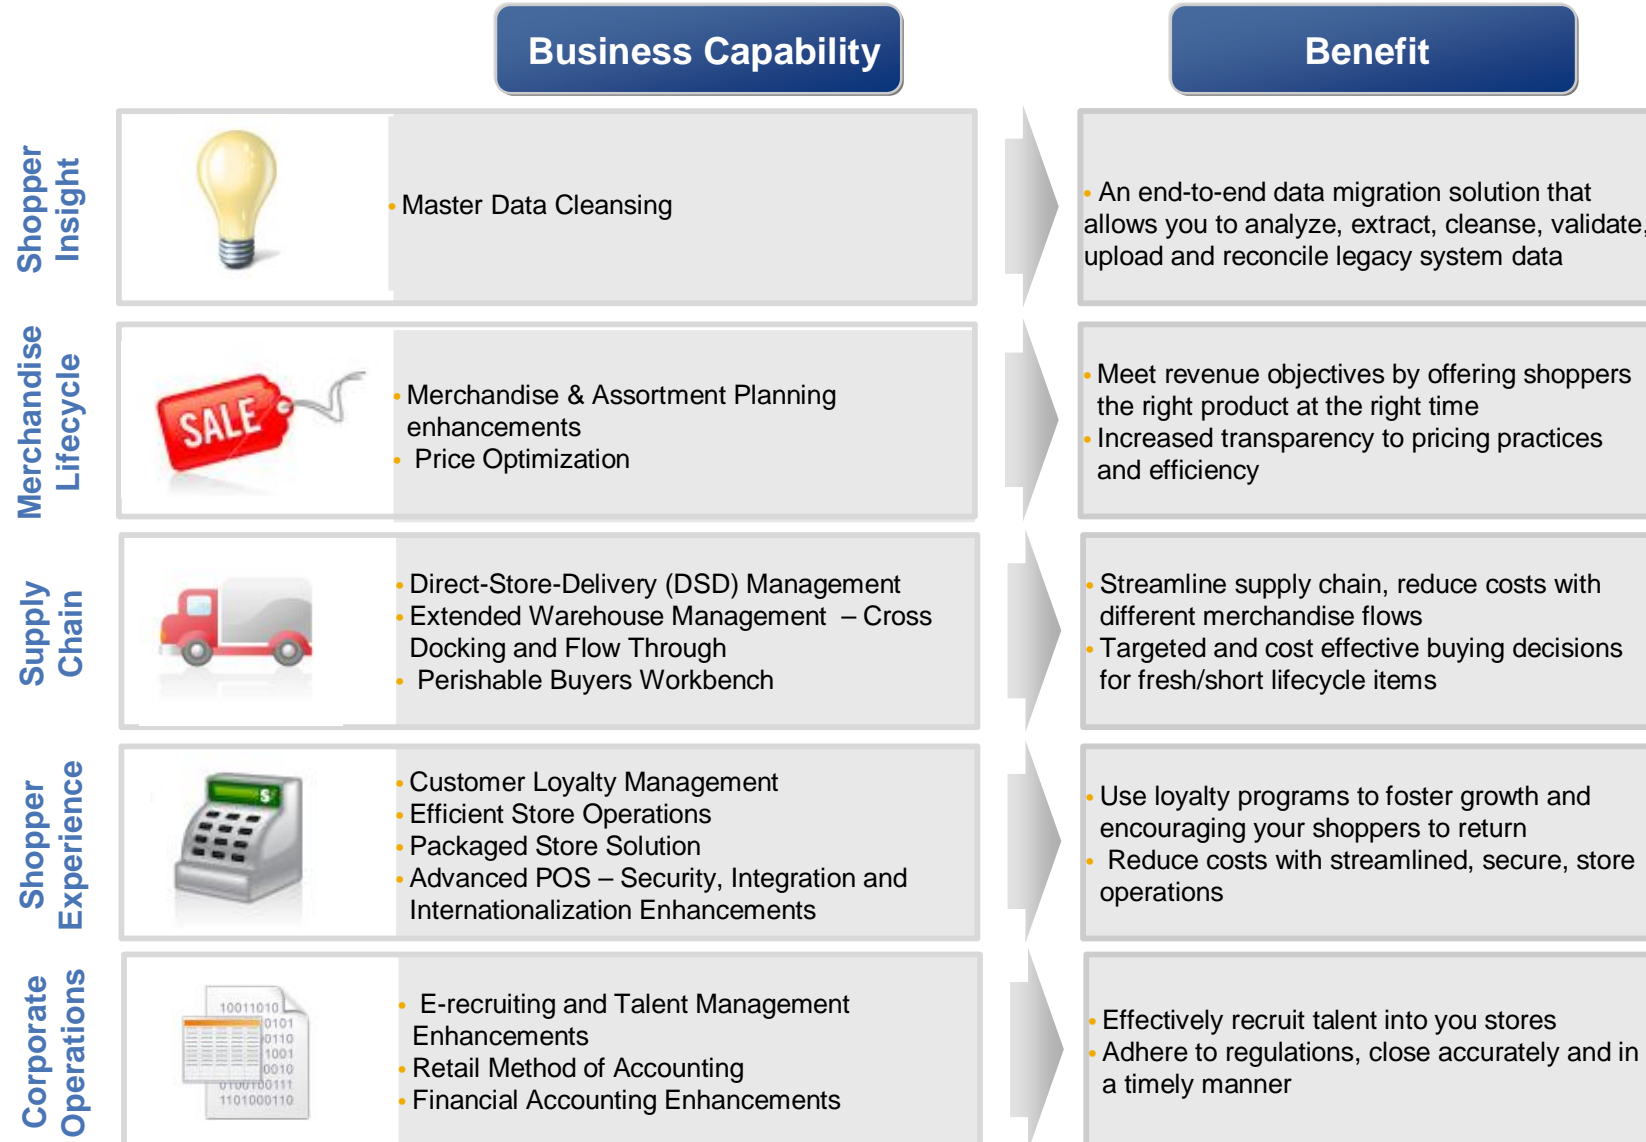 Business Capability
Benefit
Shopper
Insight
• Master Data Cleansing
• An end-to-end data migration solution that
allows you to analyze, extract, cleanse, validate,
upload and reconcile legacy system data
Merchandise
Lifecycle
SALE
• Merchandise & Assortment Planning
enhancements
• Price Optimization
• Meet revenue objectives by offering shoppers
the right product at the right time
• Increased transparency to pricing practices
and efficiency
Supply
Chain
• Direct-Store-Delivery (DSD) Management
• Extended Warehouse Management – Cross
Docking and Flow Through
• Perishable Buyers Workbench
• Streamline supply chain, reduce costs with
different merchandise flows
• Targeted and cost effective buying decisions
for fresh/short lifecycle items
Shopper
Experience
$
• Customer Loyalty Management
• Efficient Store Operations
• Packaged Store Solution
• Advanced POS – Security, Integration and
Internationalization Enhancements
• Use loyalty programs to foster growth and
encouraging your shoppers to return
• Reduce costs with streamlined, secure, store
operations
Corporate
Operations
10011010
0101
0110
1001
0010
0100100111
1101000110
• E-recruiting and Talent Management
Enhancements
• Retail Method of Accounting
• Financial Accounting Enhancements
• Effectively recruit talent into you stores
• Adhere to regulations, close accurately and in
a timely manner